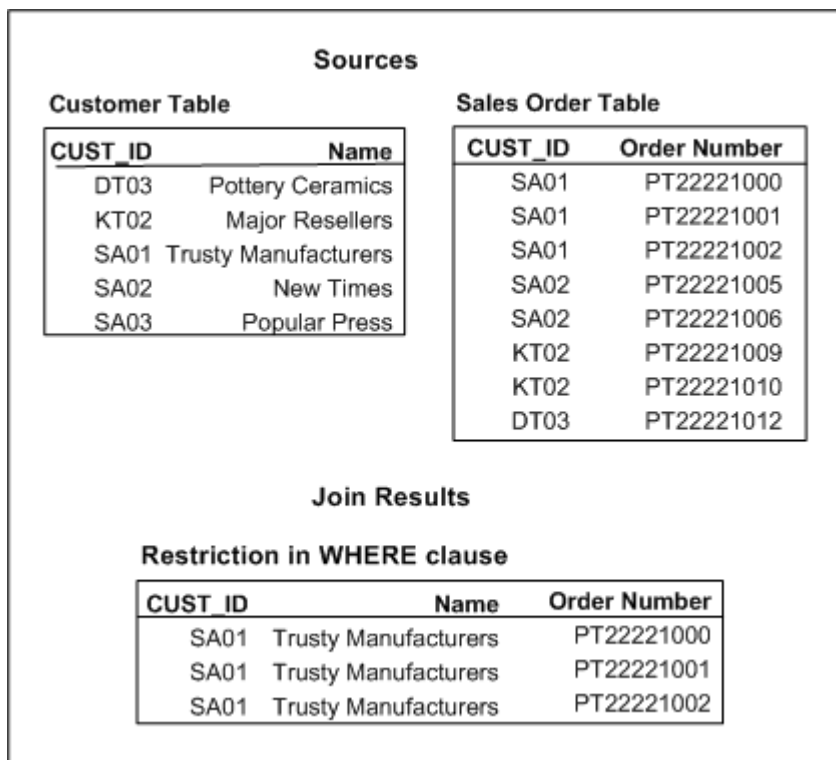 Sources
Customer Table
CUST_ID Name
DT03 Pottery Ceramics
KT02 Major Resellers
SA01 Trusty Manufacturers
SA02 New Times
SA03 Popular Press
Sales Order Table
CUST_ID Order Number
SA01 PT22221000
SA01 PT22221001
SA01 PT22221002
SA02 PT22221005
SA02 PT22221006
KT02 PT22221009
KT02 PT22221010
DT03 PT22221012
Join Results
Restriction in WHERE clause
CUST_ID Name Order Number
SA01 Trusty Manufacturers PT22221000
SA01 Trusty Manufacturers PT22221001
SA01 Trusty Manufacturers PT22221002